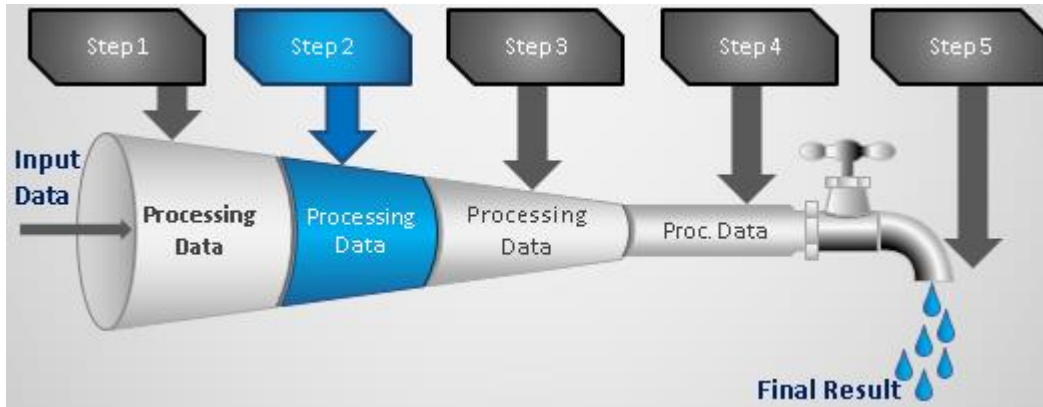 Step 1
Step 2
Step 3
Step 4
Step 5
Input
Data
Processing
Data
Processing
Data
Processing
Data
Proc. Data
Final Result